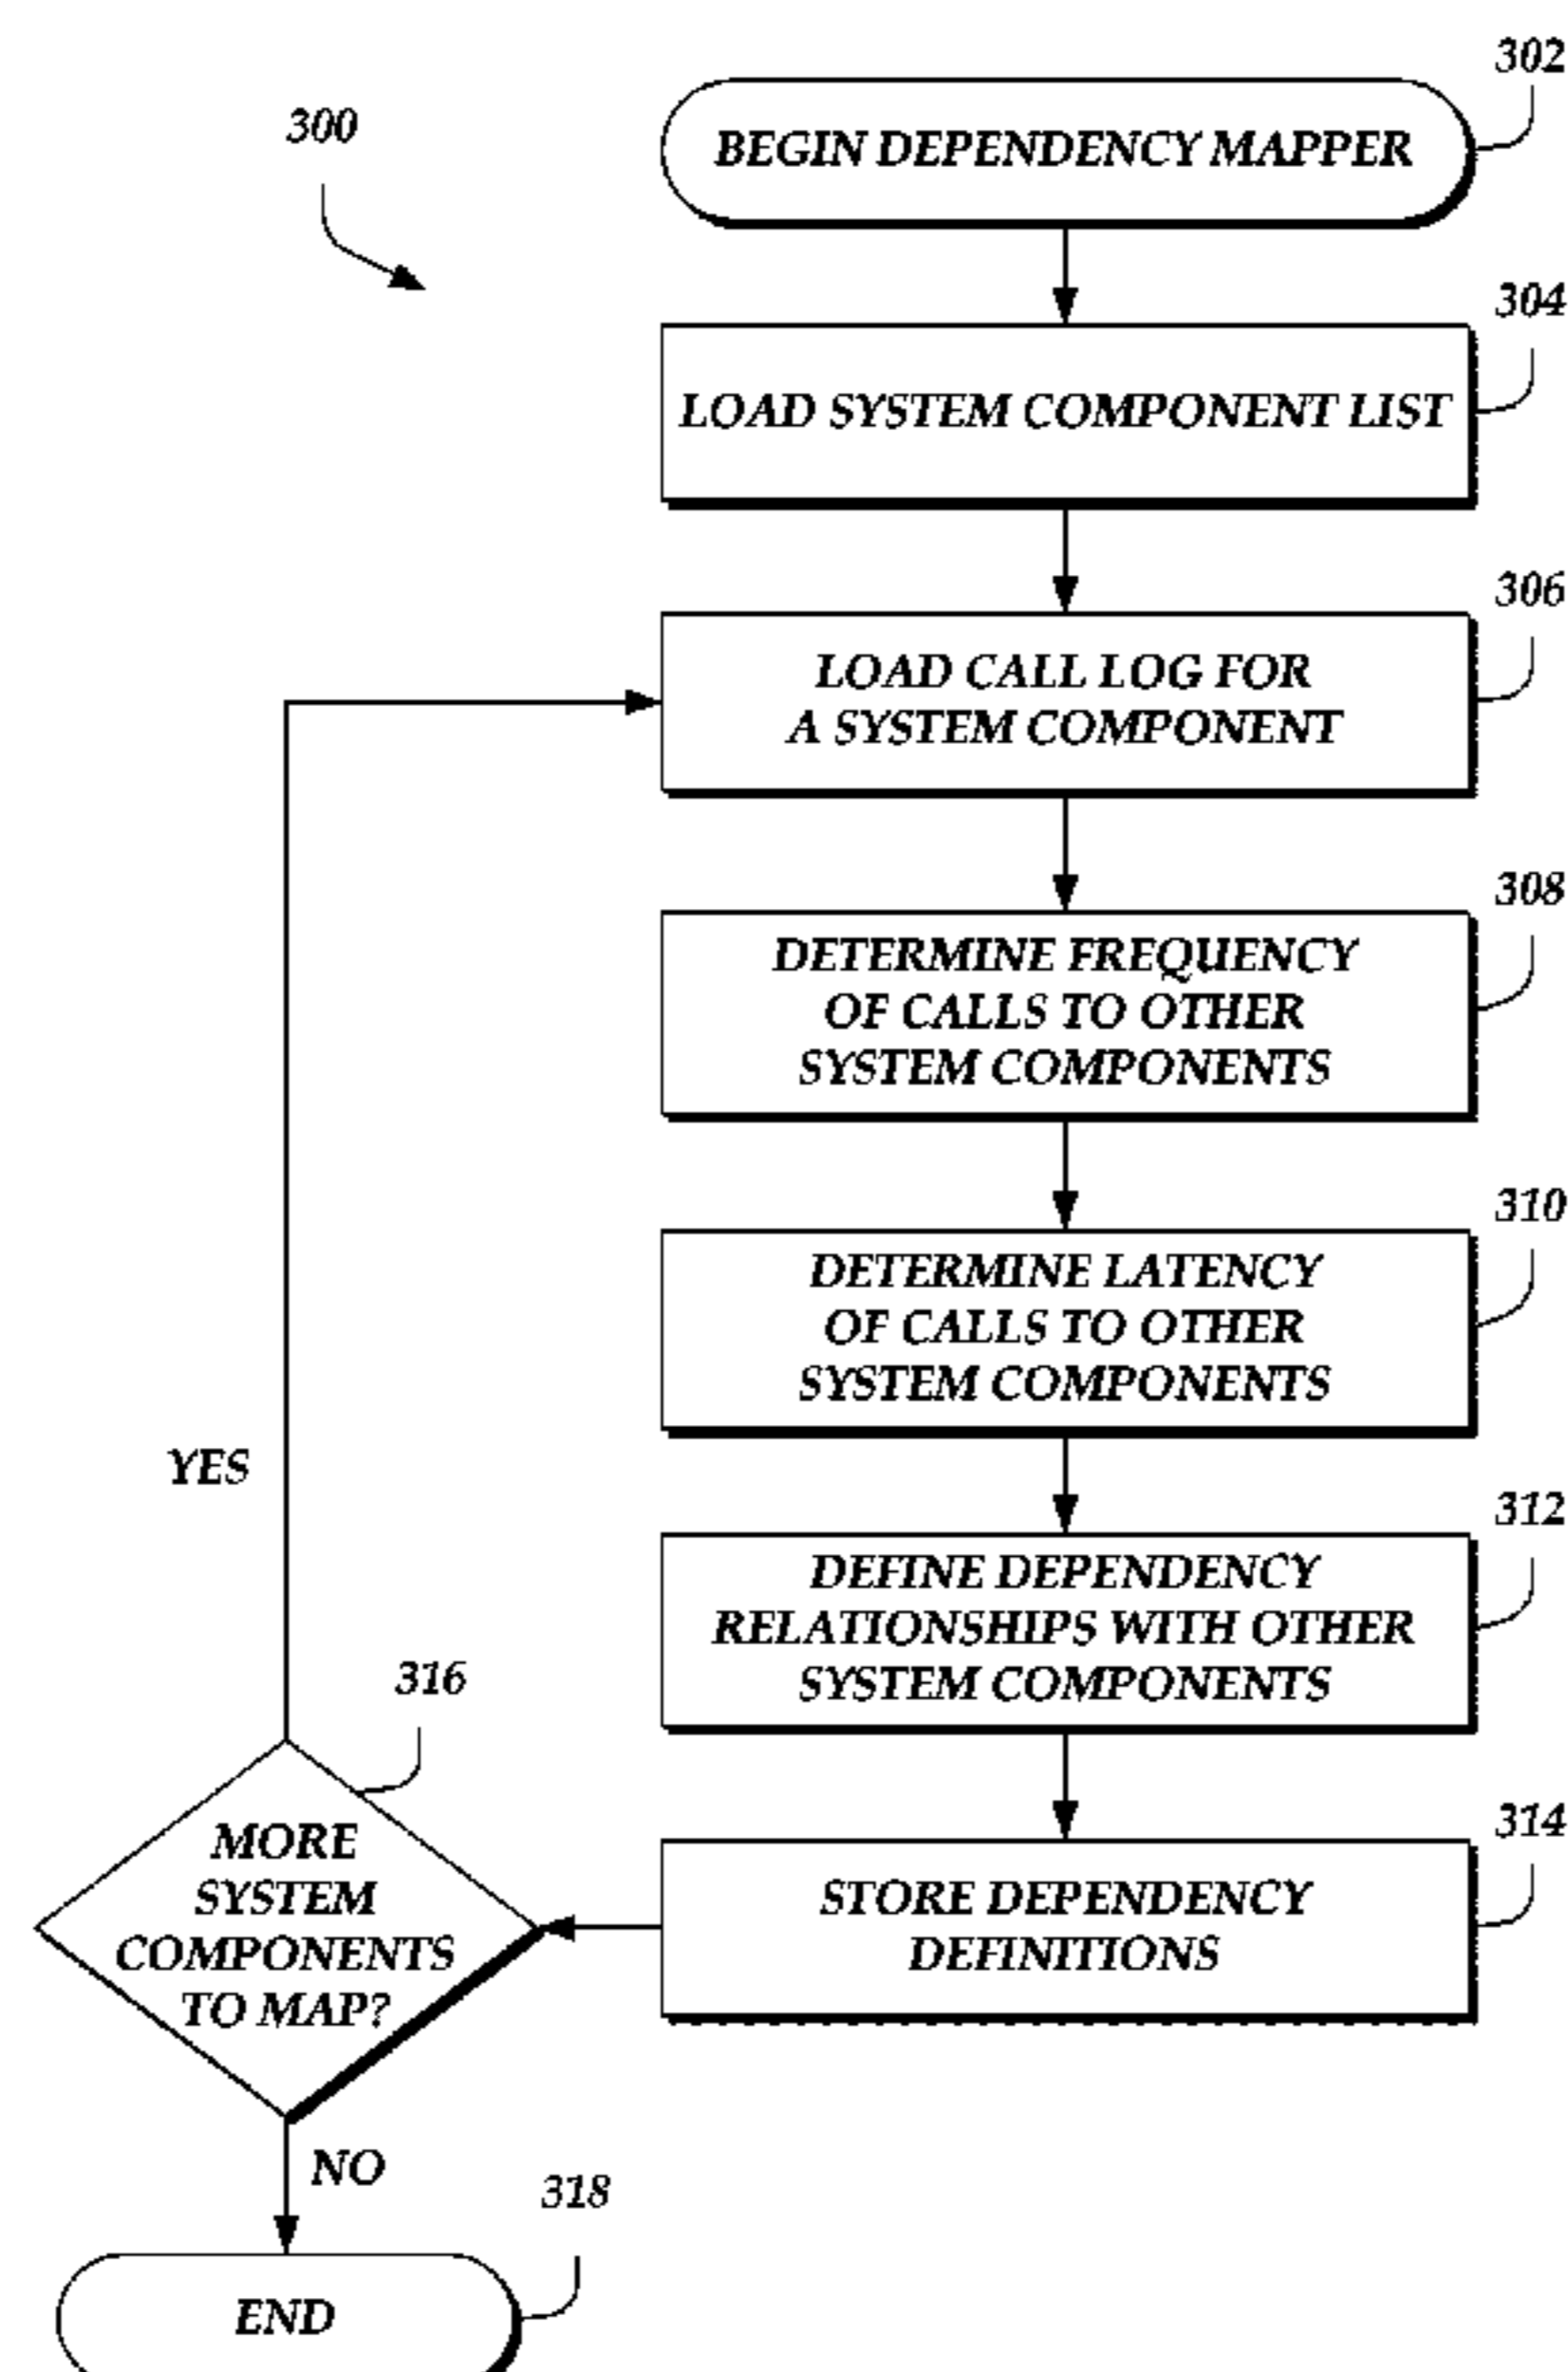 302
300
BEGIN DEPENDENCY MAPPER
304
LOAD SYSTEM COMPONENT LIST
306
LOAD CALL LOG FOR
A SYSTEM COMPONENT
308
DETERMINE FREQUENCY
OF CALLS TO OTHER
SYSTEM COMPONENTS
310
DETERMINE LATENCY
OF CALLS TO OTHER
SYSTEM COMPONENTS
YES
312
DEFINE DEPENDENCY
RELATIONSHIPS WITH OTHER
SYSTEM COMPONENTS
316
314
STORE DEPENDENCY
DEFINITIONS
MORE
SYSTEM
COMPONENTS
TO MAP?
NO
318
END